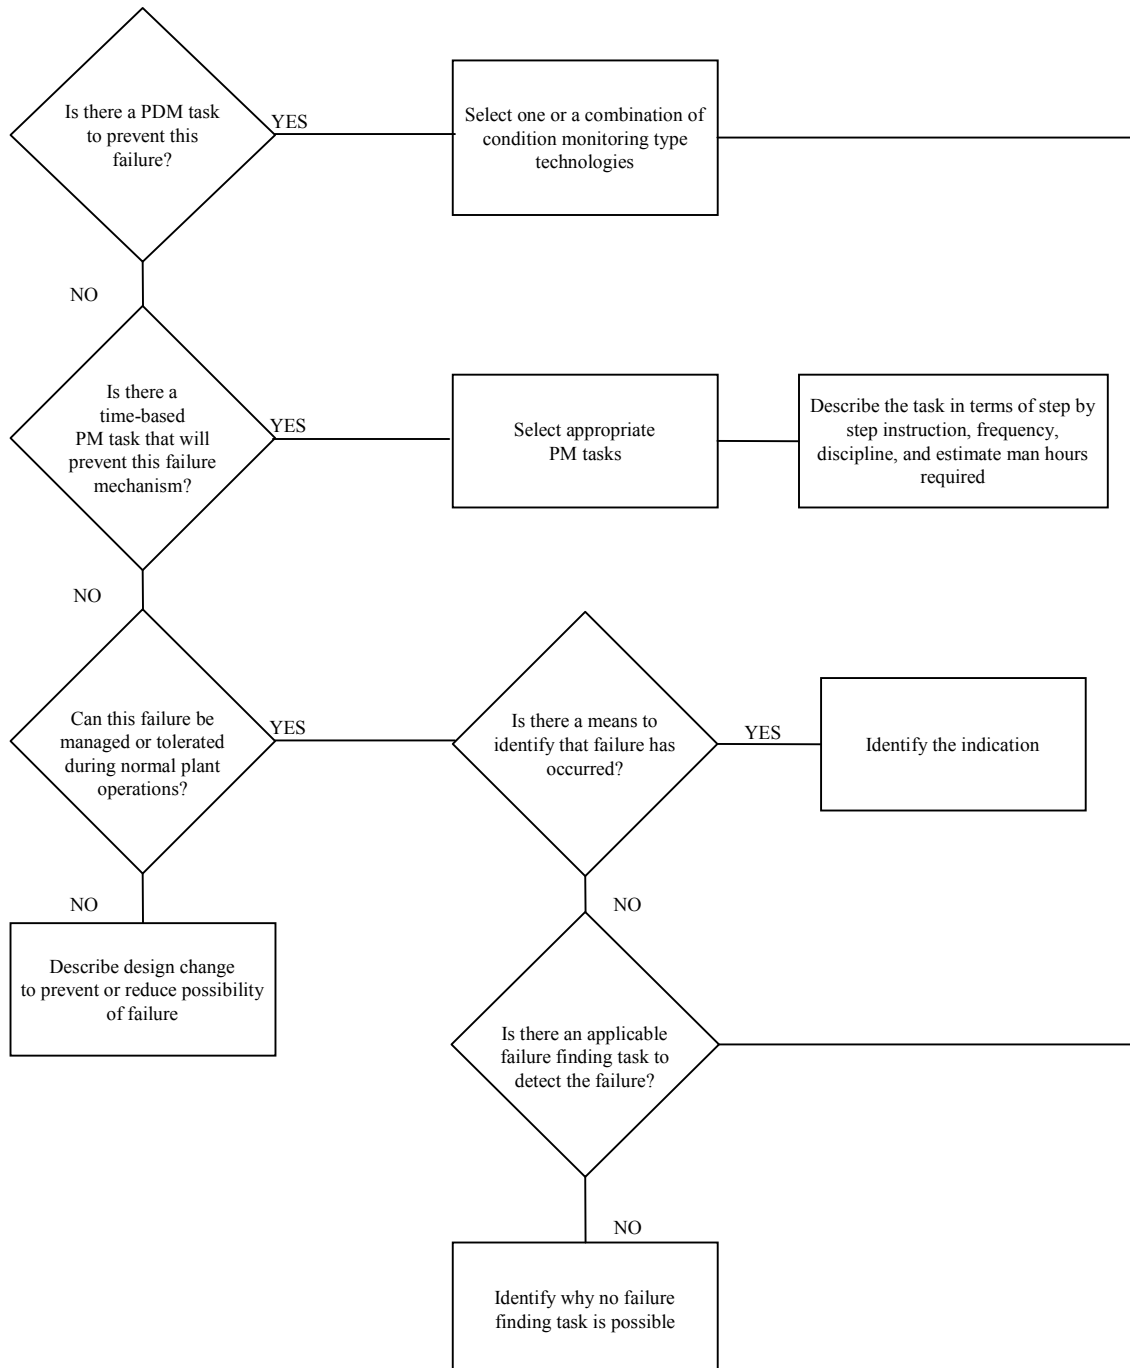 Is there a PDM task
to prevent this
failure?
YES
Select one or a combination of
condition monitoring type
technologies
NO
Is there a
time-based
PM task that will
prevent this failure
mechanism?
YES
Select appropriate
PM tasks
Describe the task in terms of step by
step instruction, frequency,
discipline, and estimate man hours
required
NO
Can this failure be
managed or tolerated
during normal plant
operations?
YES
Is there a means to
identify that failure has
occurred?
YES
Identify the indication
NO
Describe design change
to prevent or reduce possibility
of failure
NO
Is there an applicable
failure finding task to
detect the failure?
NO
Identify why no failure
finding task is possible